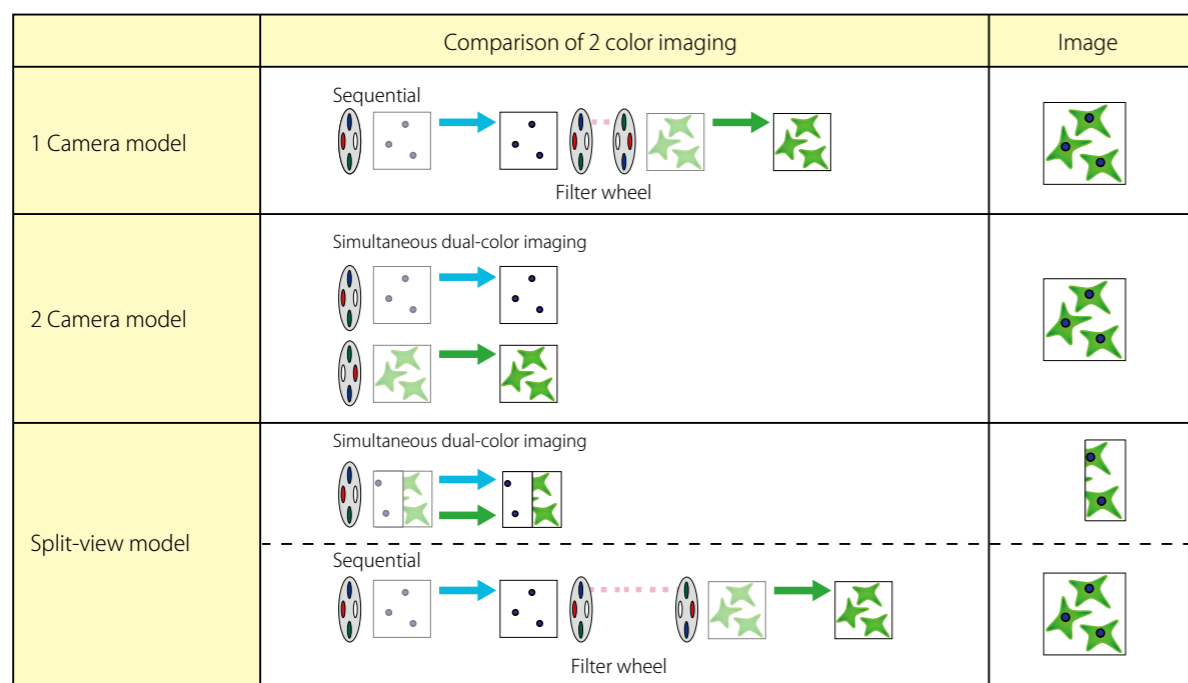 Comparison of 2 color imaging
Image
1 Camera model
Sequential
Filter wheel
2 Camera model
Simultaneous dual-color imaging
Split-view model
Simultaneous dual-color imaging
Sequential
Filter wheel